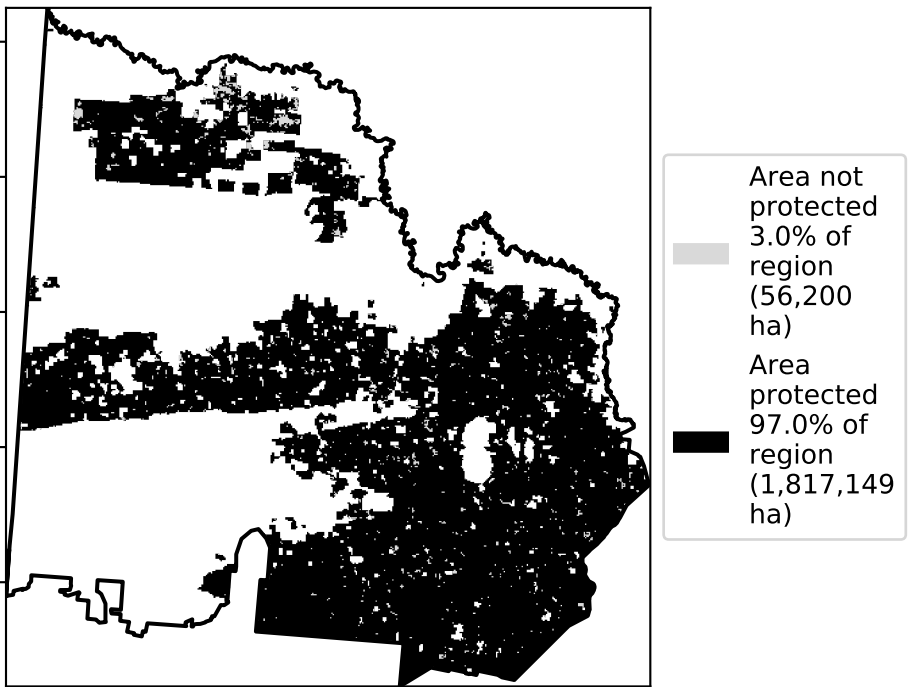 Area not
protected
3.0% of
region
(56,200
ha)
Area
protected
97.0% of
region
(1,817,149
ha)